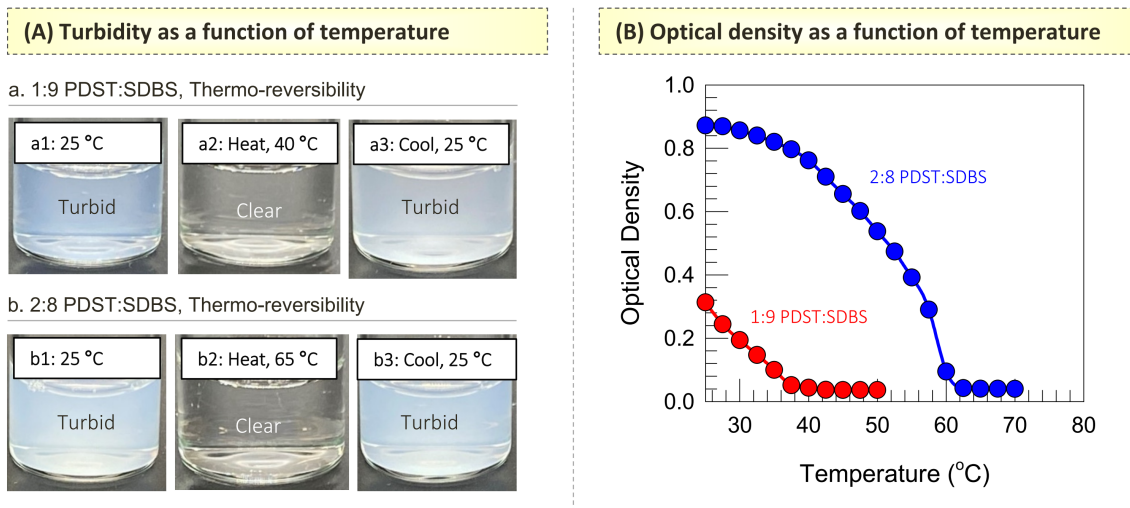 (A) Turbidity as a function of temperature
a. 1:9 PDST:SDBS, Thermo-reversibility
a1: 25 °C
a2: Heat, 40 °C
a3: Cool, 25 °C
Turbid
Clear
Turbid
b. 2:8 PDST:SDBS, Thermo-reversibility
b1: 25 °C
b2: Heat, 65 °C
b3: Cool, 25 °C
Turbid
Clear
Turbid
(B) Optical density as a function of temperature
Optical Density
1.0
0.8
0.6
0.4
0.2
0.0
2:8 PDST:SDBS
1:9 PDST:SDBS
30 40 50 60 70 80
Temperature (°C)